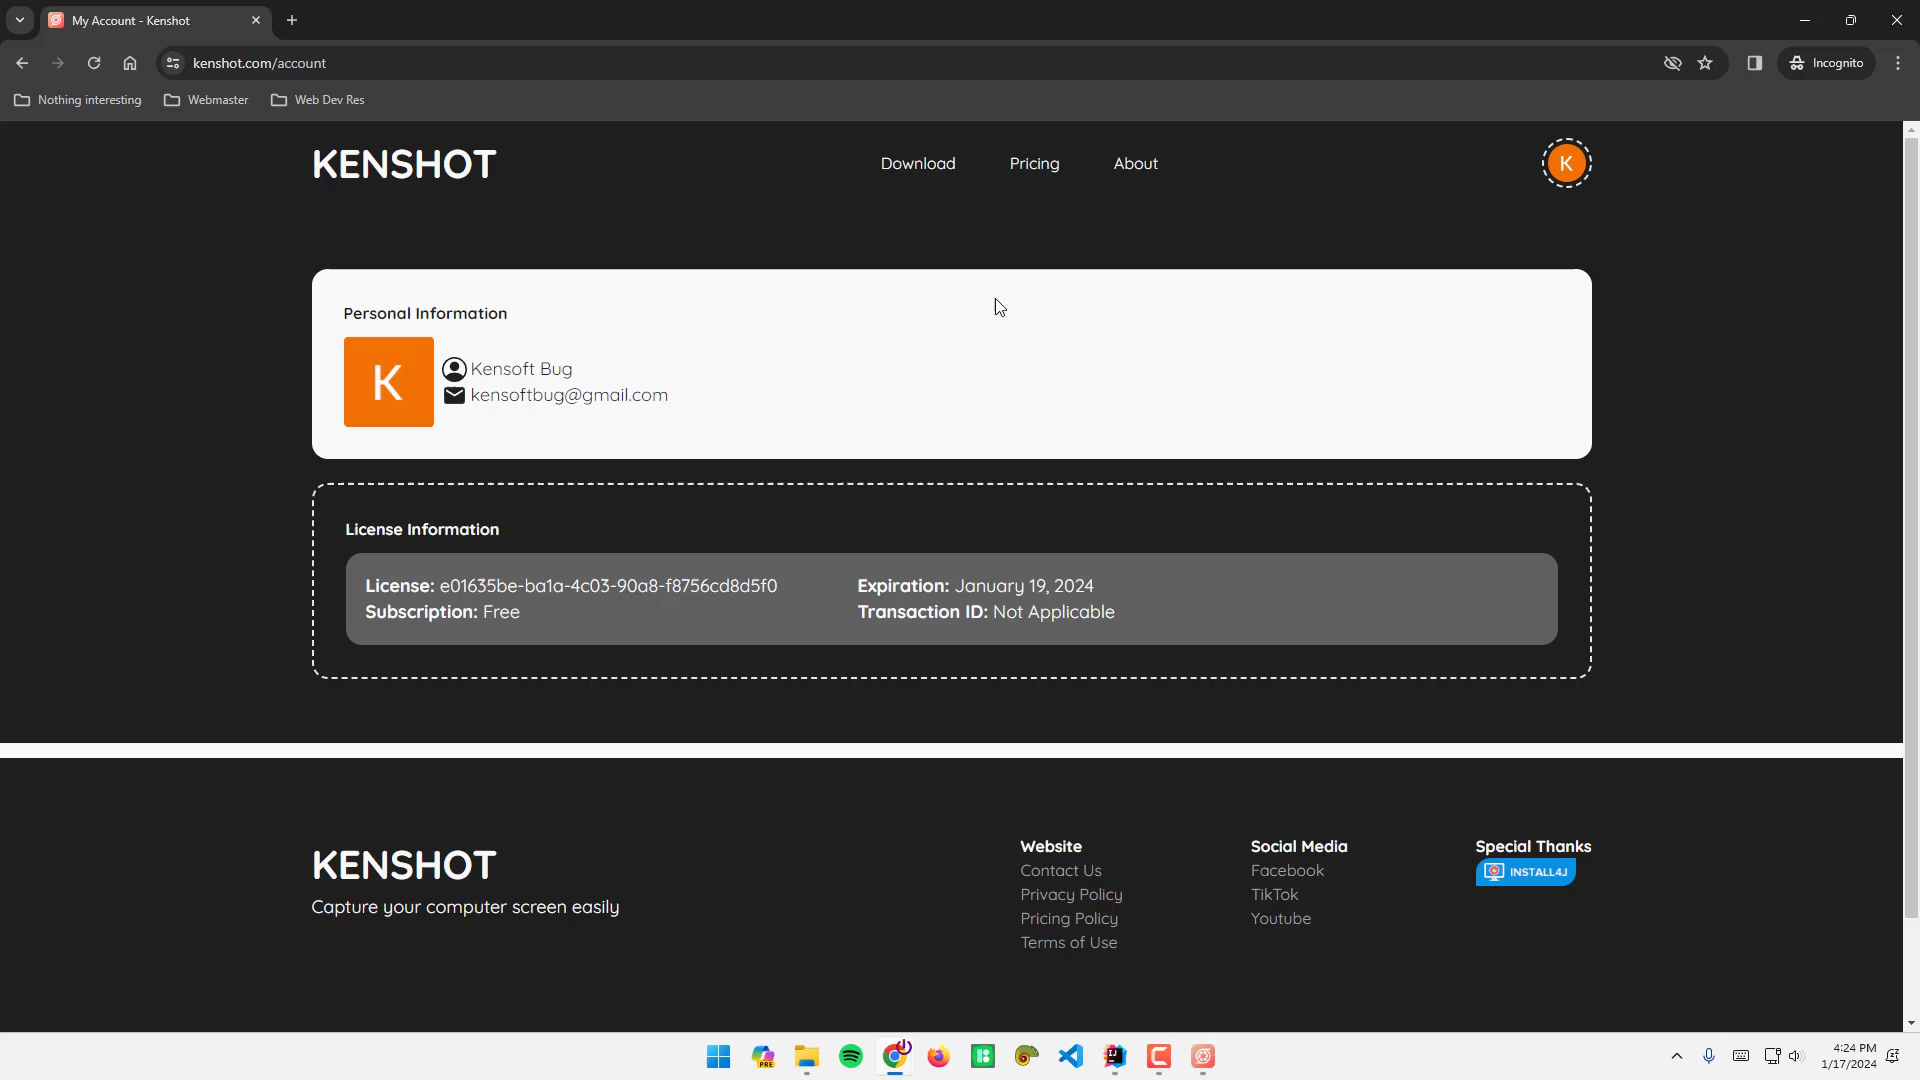 My Account - Kenshot
kenshot.com/account
Incognito
Nothing interesting
Webmaster
Web Dev Res
KENSHOT
Download
Pricing
About
K
Personal Information
K
Kensoft Bug
kensoftbug@gmail.com
License Information
License: e01635be-ba1a-4c03-90a8-f8756cd8d5f0
Expiration: January 19, 2024
Subscription: Free
Transaction ID: Not Applicable
KENSHOT
Capture your computer screen easily
Website
Contact Us
Privacy Policy
Pricing Policy
Terms of Use
Social Media
Facebook
TikTok
Youtube
Special Thanks
INSTALL4J
PRE
IJ
4:24 PM
1/17/2024